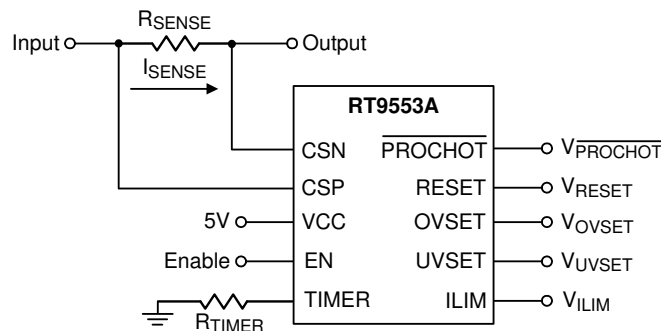 RSENSE
Input
Output
ISENSE
RT9553A
CSN
PROCHOT
VPROCHOT
CSP
RESET
VRESET
5V
VCC
OVSET
VOVSET
Enable
EN
UVSET
VUVSET
TIMER
ILIM
VILIM
RTIMER